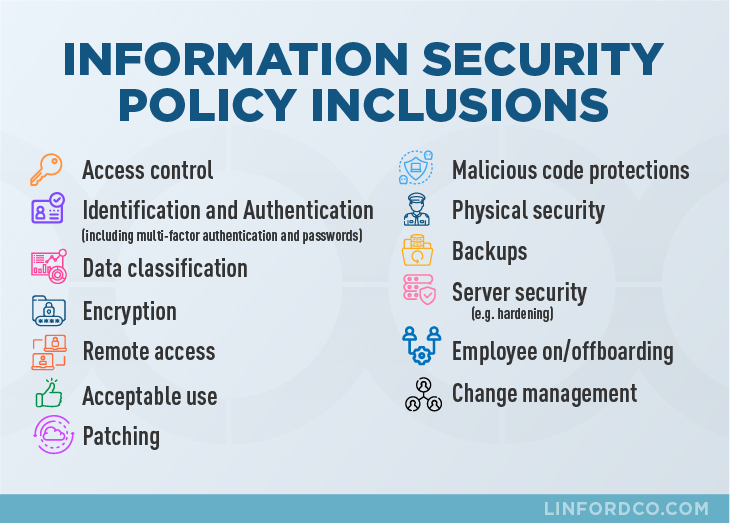 INFORMATION SECURITY
POLICY INCLUSIONS
Access control
Identification and Authentication
(including multi-factor authentication and passwords)
Data classification
Encryption
Remote access
Acceptable use
Patching
Malicious code protections
Physical security
Backups
Server security
(e.g. hardening)
Employee on/offboarding
Change management
LINFORDCO.COM